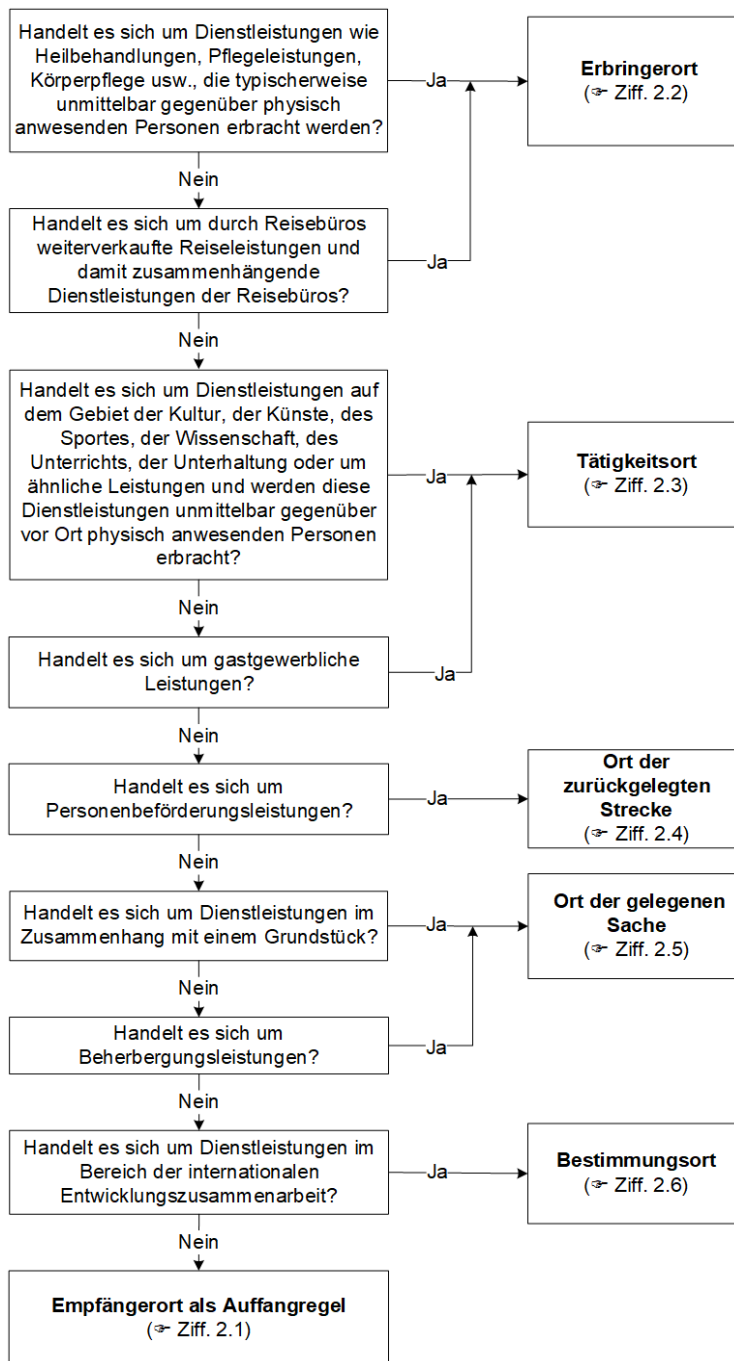 Handelt es sich um Dienstleistungen wie
Heilbehandlungen, Pflegeleistungen,
Körperpflege usw., die typischerweise
unmittelbar gegenüber physisch
anwesenden Personen erbracht werden?
Ja
Erbringerort
(☞ Ziff. 2.2)
Nein
Handelt es sich um durch Reisebüros
weiterverkaufte Reiseleistungen und
damit zusammenhängende
Dienstleistungen der Reisebüros?
Ja
Nein
Handelt es sich um Dienstleistungen auf
dem Gebiet der Kultur, der Künste, des
Sportes, der Wissenschaft, des
Unterrichts, der Unterhaltung oder um
ähnliche Leistungen und werden diese
Dienstleistungen unmittelbar gegenüber
vor Ort physisch anwesenden Personen
erbracht?
Ja
Tätigkeitsort
(☞ Ziff. 2.3)
Nein
Handelt es sich um gastgewerbliche
Leistungen?
Ja
Nein
Handelt es sich um
Personenbeförderungsleistungen?
Ja
Ort der
zurückgelegten
Strecke
(☞ Ziff. 2.4)
Nein
Handelt es sich um Dienstleistungen im
Zusammenhang mit einem Grundstück?
Ja
Ort der gelegenen
Sache
(☞ Ziff. 2.5)
Nein
Handelt es sich um
Beherbergungsleistungen?
Ja
Nein
Handelt es sich um Dienstleistungen im
Bereich der internationalen
Entwicklungszusammenarbeit?
Ja
Bestimmungsort
(☞ Ziff. 2.6)
Nein
Empfängerort als Auffangregel
(☞ Ziff. 2.1)